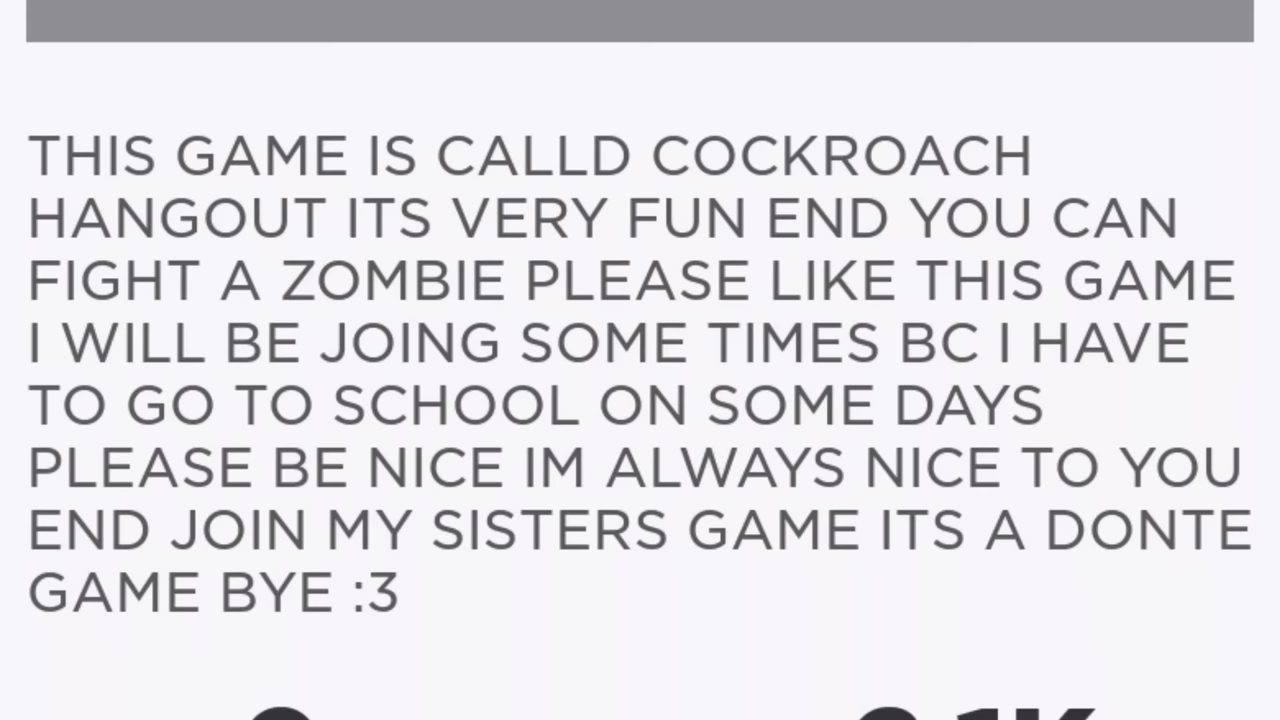 THIS GAME IS CALLD COCKROACH
HANGOUT ITS VERY FUN END YOU CAN
FIGHT A ZOMBIE PLEASE LIKE THIS GAME
I WILL BE JOING SOME TIMES BC I HAVE
TO GO TO SCHOOL ON SOME DAYS
PLEASE BE NICE IM ALWAYS NICE TO YOU
END JOIN MY SISTERS GAME ITS A DONTE
GAME BYE :3